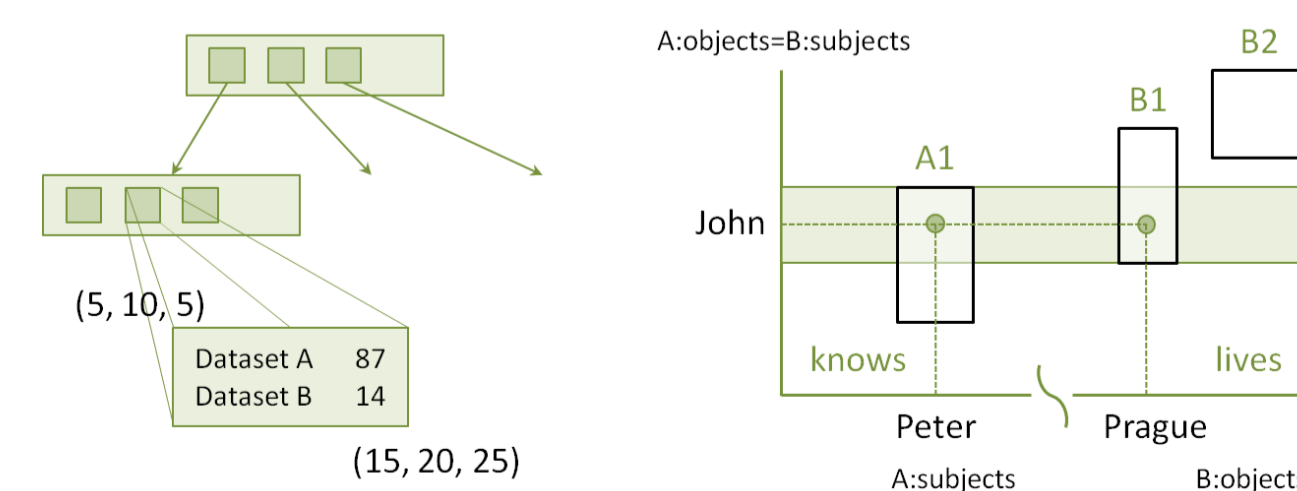 (5, 10, 5)
Dataset A 87
Dataset B 14
(15, 20, 25)
A:objects=B:subjects
B2
B1
A1
John
knows
lives
Peter
Prague
A:subjects
B:objects